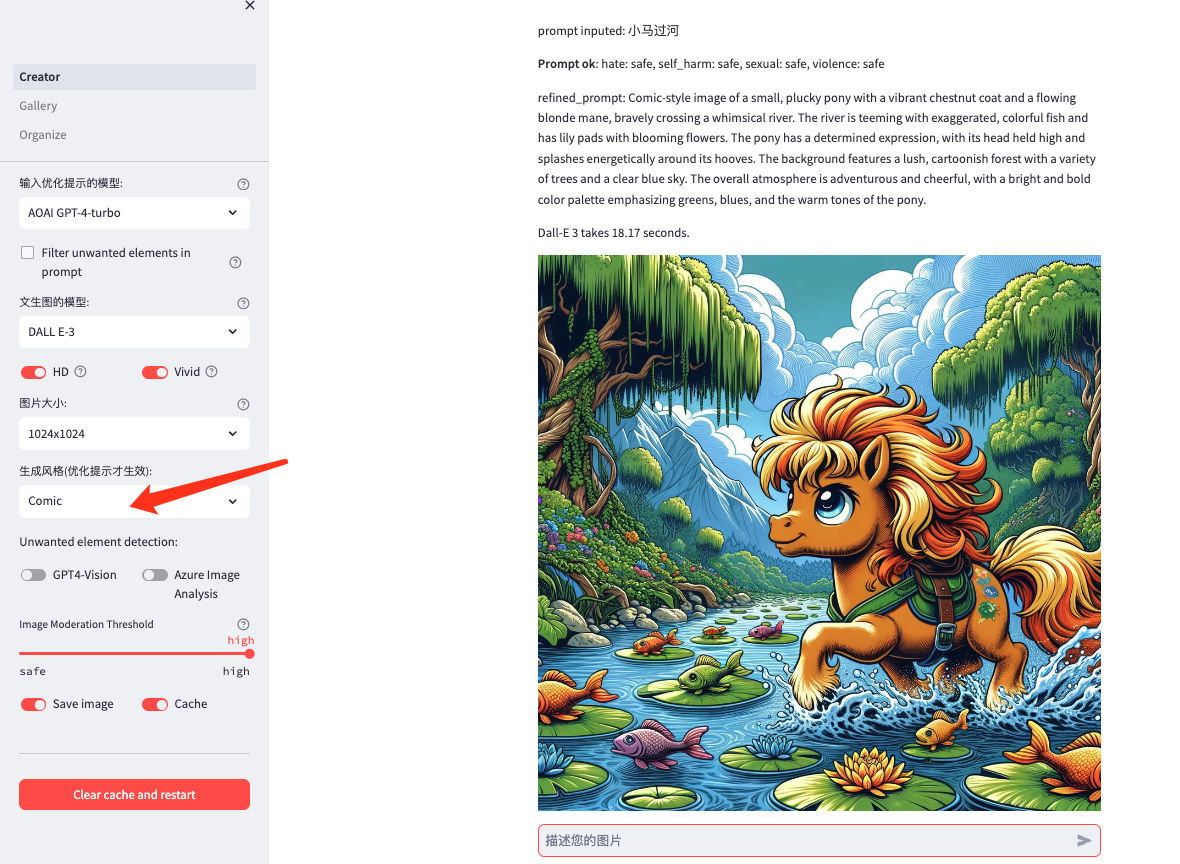 Creator
Gallery
Organize
输入优化提示的模型:
AOAI GPT-4-turbo
Filter unwanted elements in
prompt
文生图的模型:
DALL E-3
HD
Vivid
图片大小:
1024x1024
生成风格(优化提示才生效):
Comic
Unwanted element detection:
GPT4-Vision
Azure Image
Analysis
Image Moderation Threshold
high
safe
high
Save image
Cache
Clear cache and restart
prompt inputed: 小马过河
Prompt ok: hate: safe, self_harm: safe, sexual: safe, violence: safe
refined_prompt: Comic-style image of a small, plucky pony with a vibrant chestnut coat and a flowing
blonde mane, bravely crossing a whimsical river. The river is teeming with exaggerated, colorful fish and
has lily pads with blooming flowers. The pony has a determined expression, with its head held high and
splashes energetically around its hooves. The background features a lush, cartoonish forest with a variety
of trees and a clear blue sky. The overall atmosphere is adventurous and cheerful, with a bright and bold
color palette emphasizing greens, blues, and the warm tones of the pony.
Dall-E 3 takes 18.17 seconds.
描述您的图片